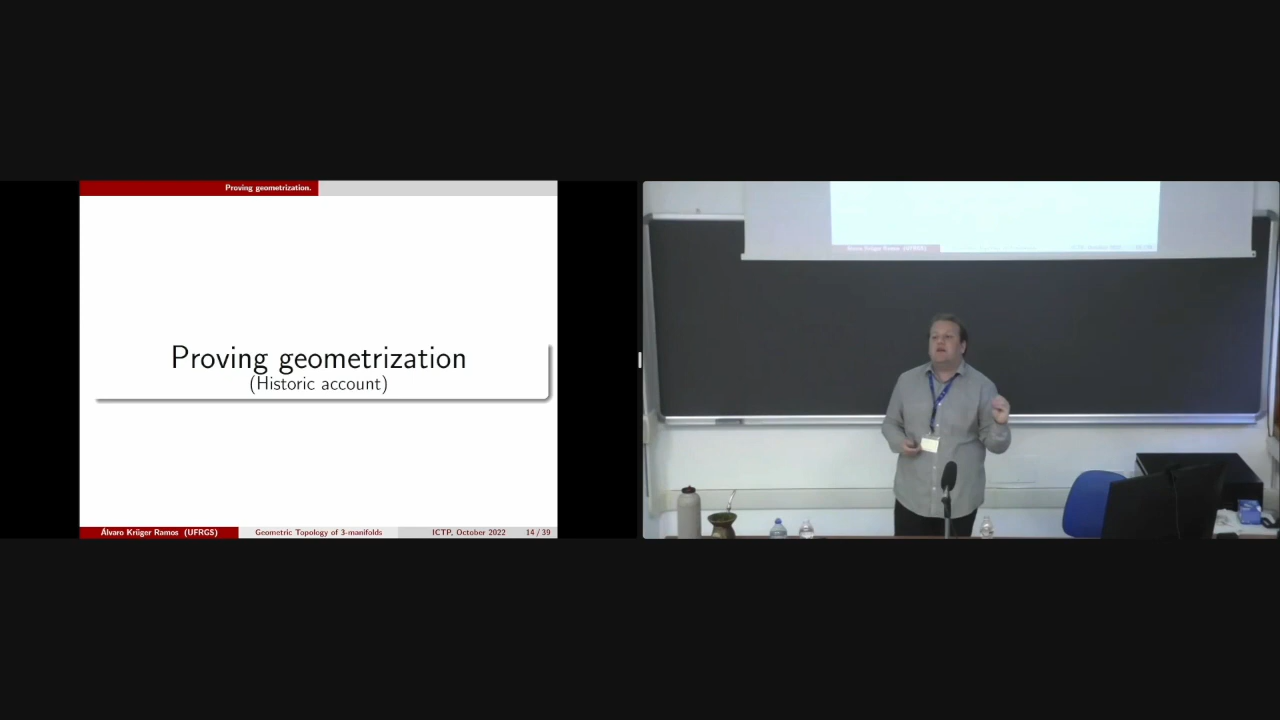 Proving geometrization.
Proving geometrization
(Historic account)
Álvaro Krüger Ramos (UFRGS) Geometric Topology of 3-manifolds ICTP, October 2022 14 / 39